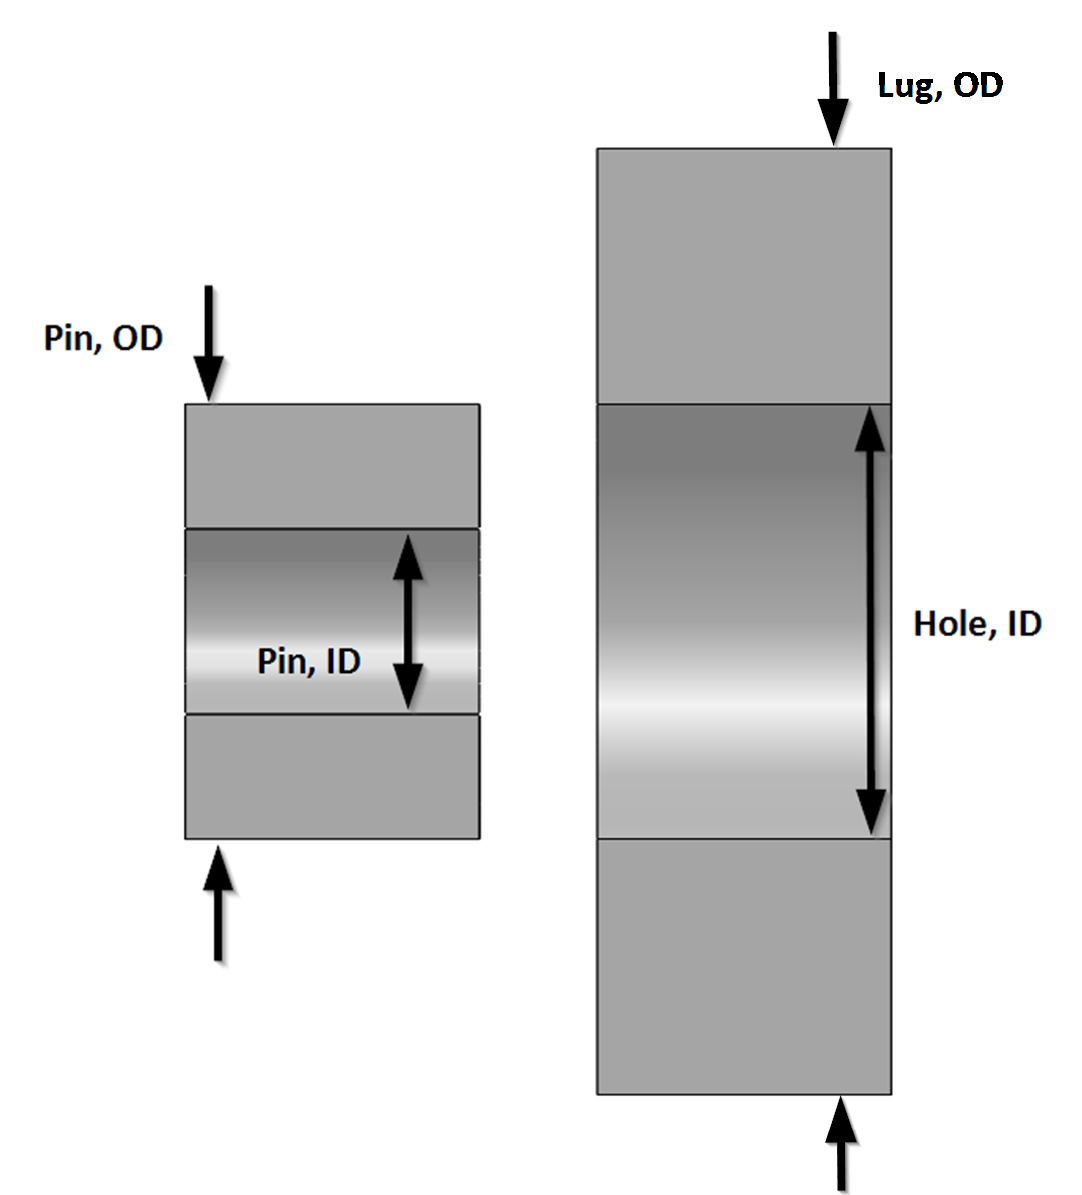 Lug, OD
Pin, OD
Hole, ID
Pin, ID